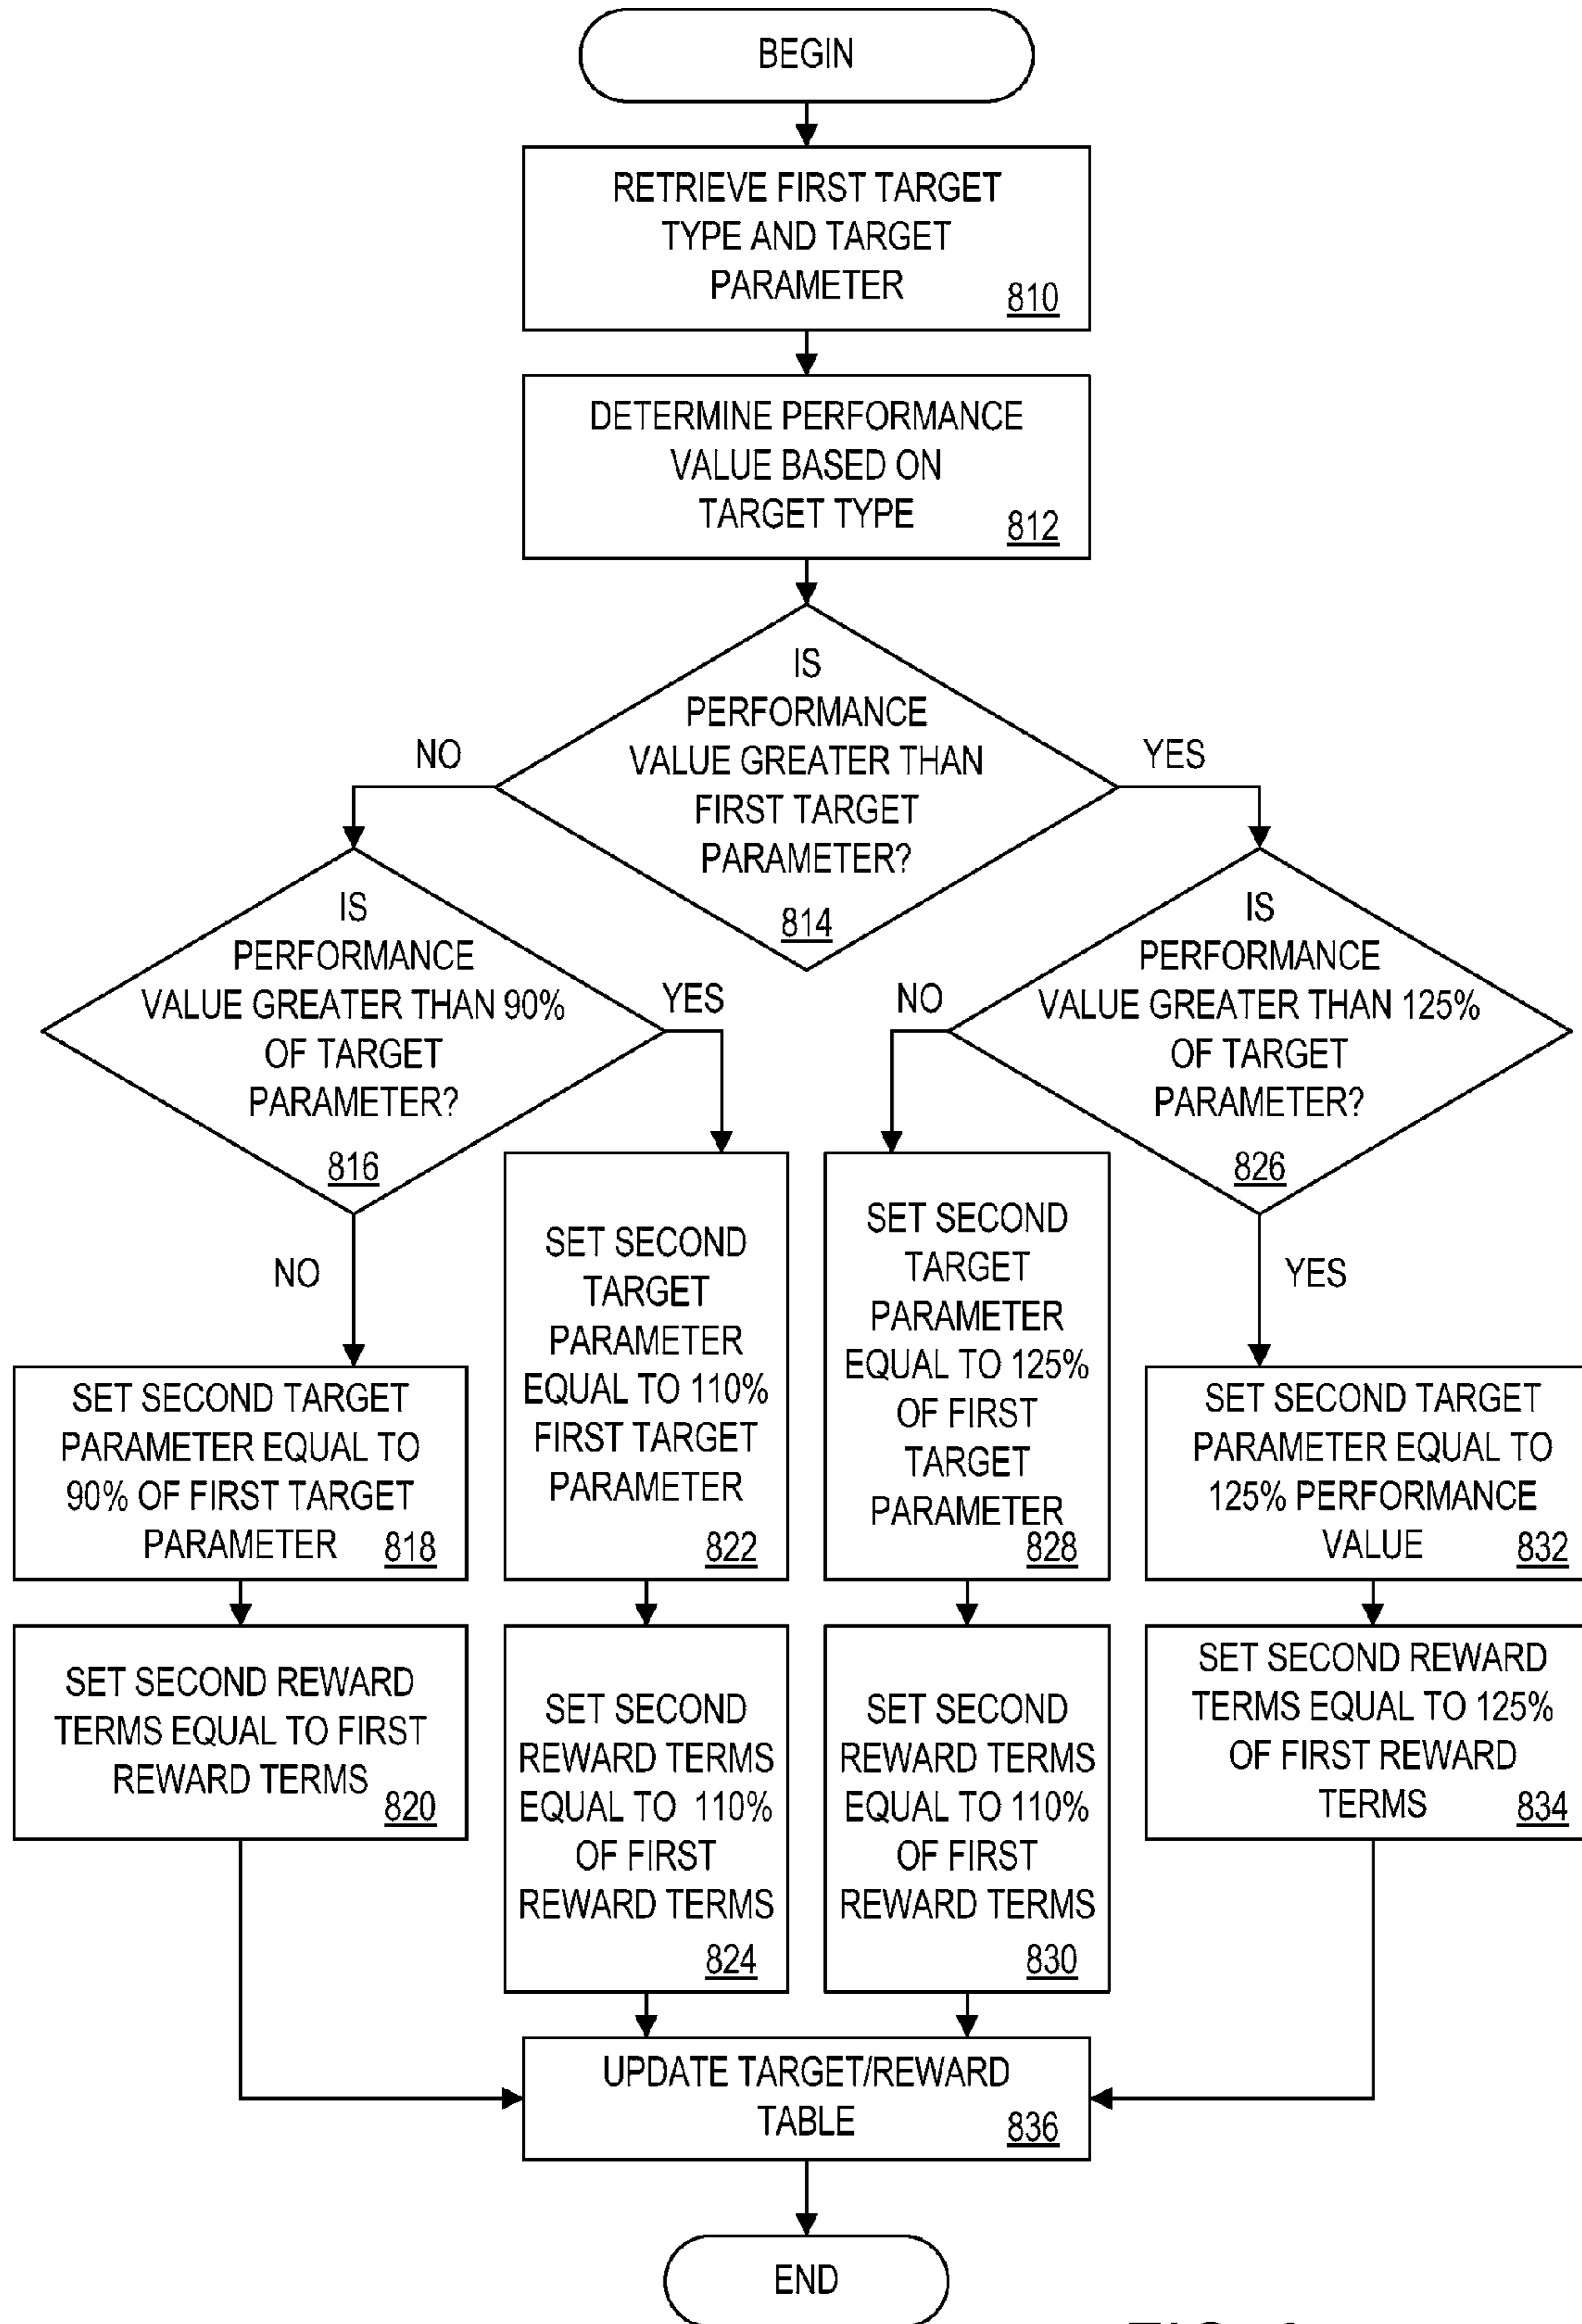 BEGIN
RETRIEVE FIRST TARGET
TYPE AND TARGET
PARAMETER
810
DETERMINE PERFORMANCE
VALUE BASED ON
TARGET TYPE
812
IS
PERFORMANCE
VALUE GREATER THAN
FIRST TARGET
PARAMETER?
814
NO
YES
IS
PERFORMANCE
VALUE GREATER THAN 90%
OF TARGET
PARAMETER?
816
YES
NO
IS
PERFORMANCE
VALUE GREATER THAN 125%
OF TARGET
PARAMETER?
826
NO
YES
SET SECOND TARGET
PARAMETER EQUAL TO
90% OF FIRST TARGET
PARAMETER
818
SET SECOND
TARGET
PARAMETER
EQUAL TO 110%
FIRST TARGET
PARAMETER
822
SET SECOND
TARGET
PARAMETER
EQUAL TO 125%
OF FIRST
TARGET
PARAMETER
828
SET SECOND TARGET
PARAMETER EQUAL TO
125% PERFORMANCE
VALUE
832
SET SECOND REWARD
TERMS EQUAL TO FIRST
REWARD TERMS
820
SET SECOND
REWARD TERMS
EQUAL TO 110%
OF FIRST
REWARD TERMS
824
SET SECOND
REWARD TERMS
EQUAL TO 110%
OF FIRST
REWARD TERMS
830
SET SECOND REWARD
TERMS EQUAL TO 125%
OF FIRST REWARD
TERMS
834
UPDATE TARGET/REWARD
TABLE
836
END